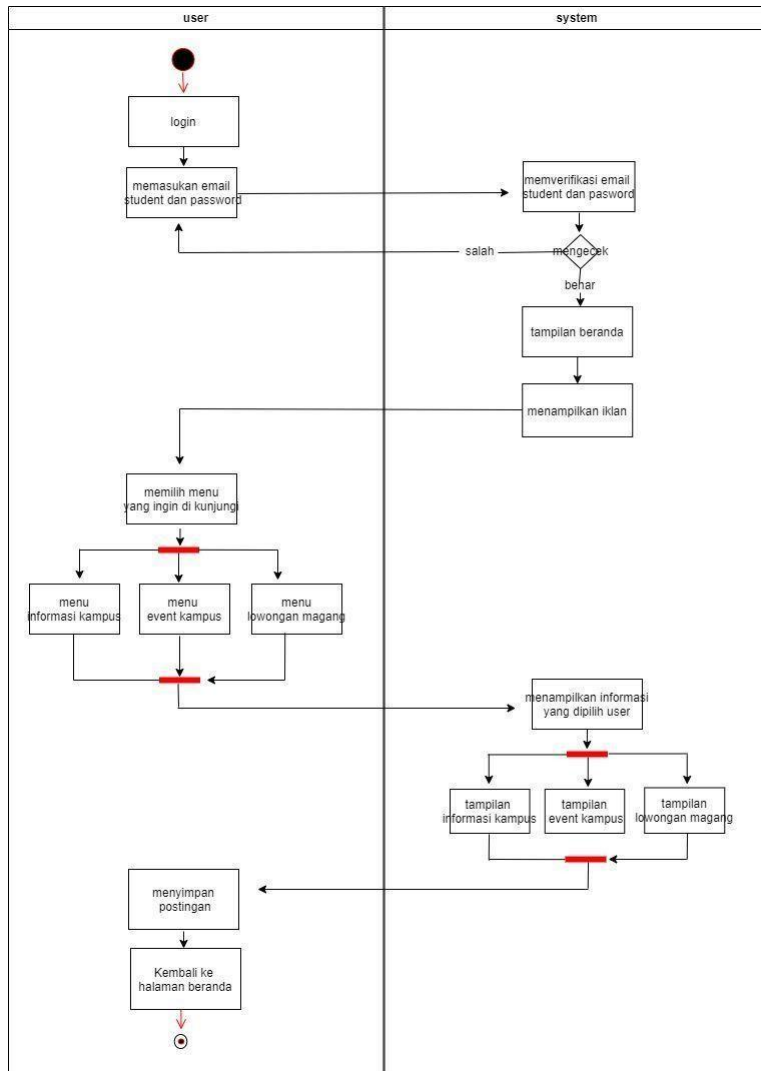 user
system
login
memasukan email
student dan password
memverifikasi email
student dan pasword
salah
mengecek
behar
tampilan beranda
menampilkan iklan
memilih menu
yang ingin di kunjungi
menu
informasi kampus
menu
event kampus
menu
lowongan magang
menampilkan informasi
yang dipilih user
tampilan
informasi kampus
tampilan
event kampus
tampilan
lowongan magang
menyimpan
postingan
Kembali ke
halaman beranda